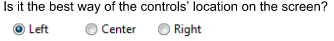 Is it the best way of the controls' location on the screen?
Left Center Right